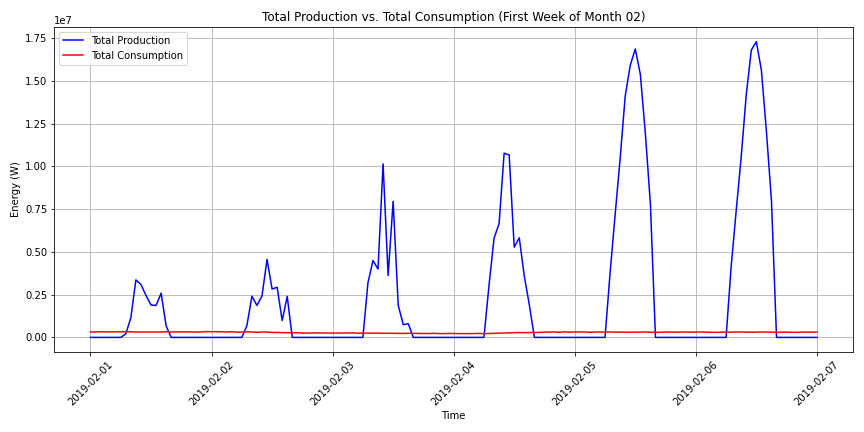 Total Production vs. Total Consumption (First Week of Month 02)
1e7
Total Production
Total Consumption
1.75
1.50
1.25
1.00
0.75
0.50
0.25
0.00
Energy (W)
2019-02-01
2019-02-02
2019-02-03
2019-02-04
2019-02-05
2019-02-06
2019-02-07
Time